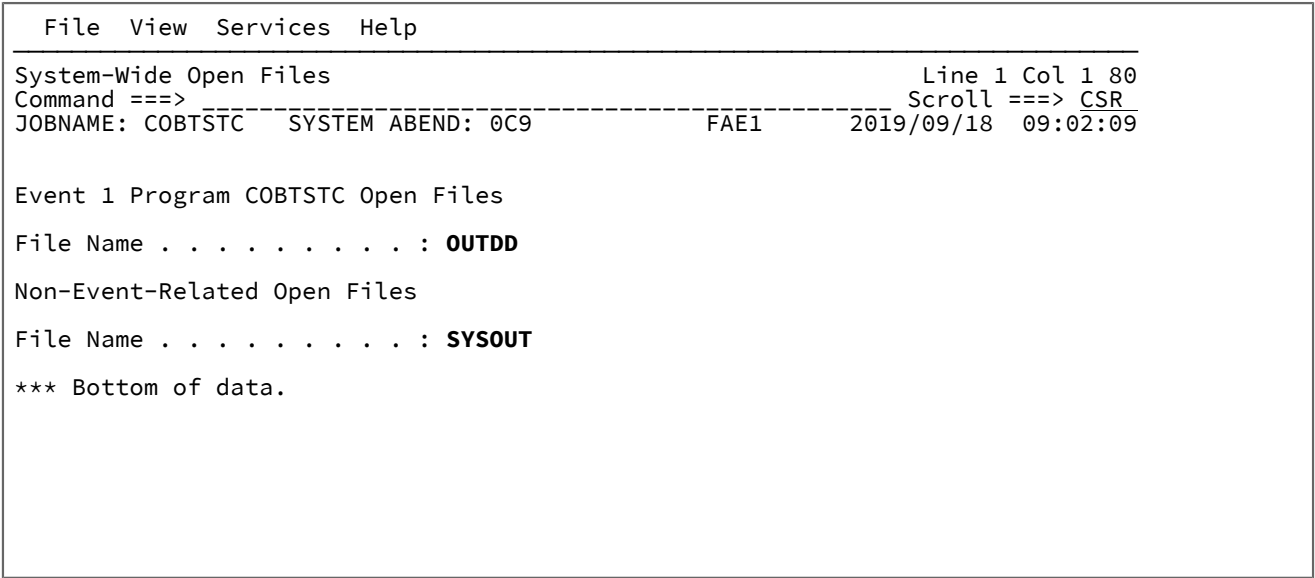 File View Services Help
System-Wide Open Files Line 1 Col 1 80
Command ===> ________________________________________________ Scroll ===> CSR
JOBNAME: COBTSTC SYSTEM ABEND: 0C9 FAE1 2019/09/18 09:02:09
Event 1 Program COBTSTC Open Files
File Name . . . . . . . . . : OUTDD
Non-Event-Related Open Files
File Name . . . . . . . . . : SYSOUT
*** Bottom of data.